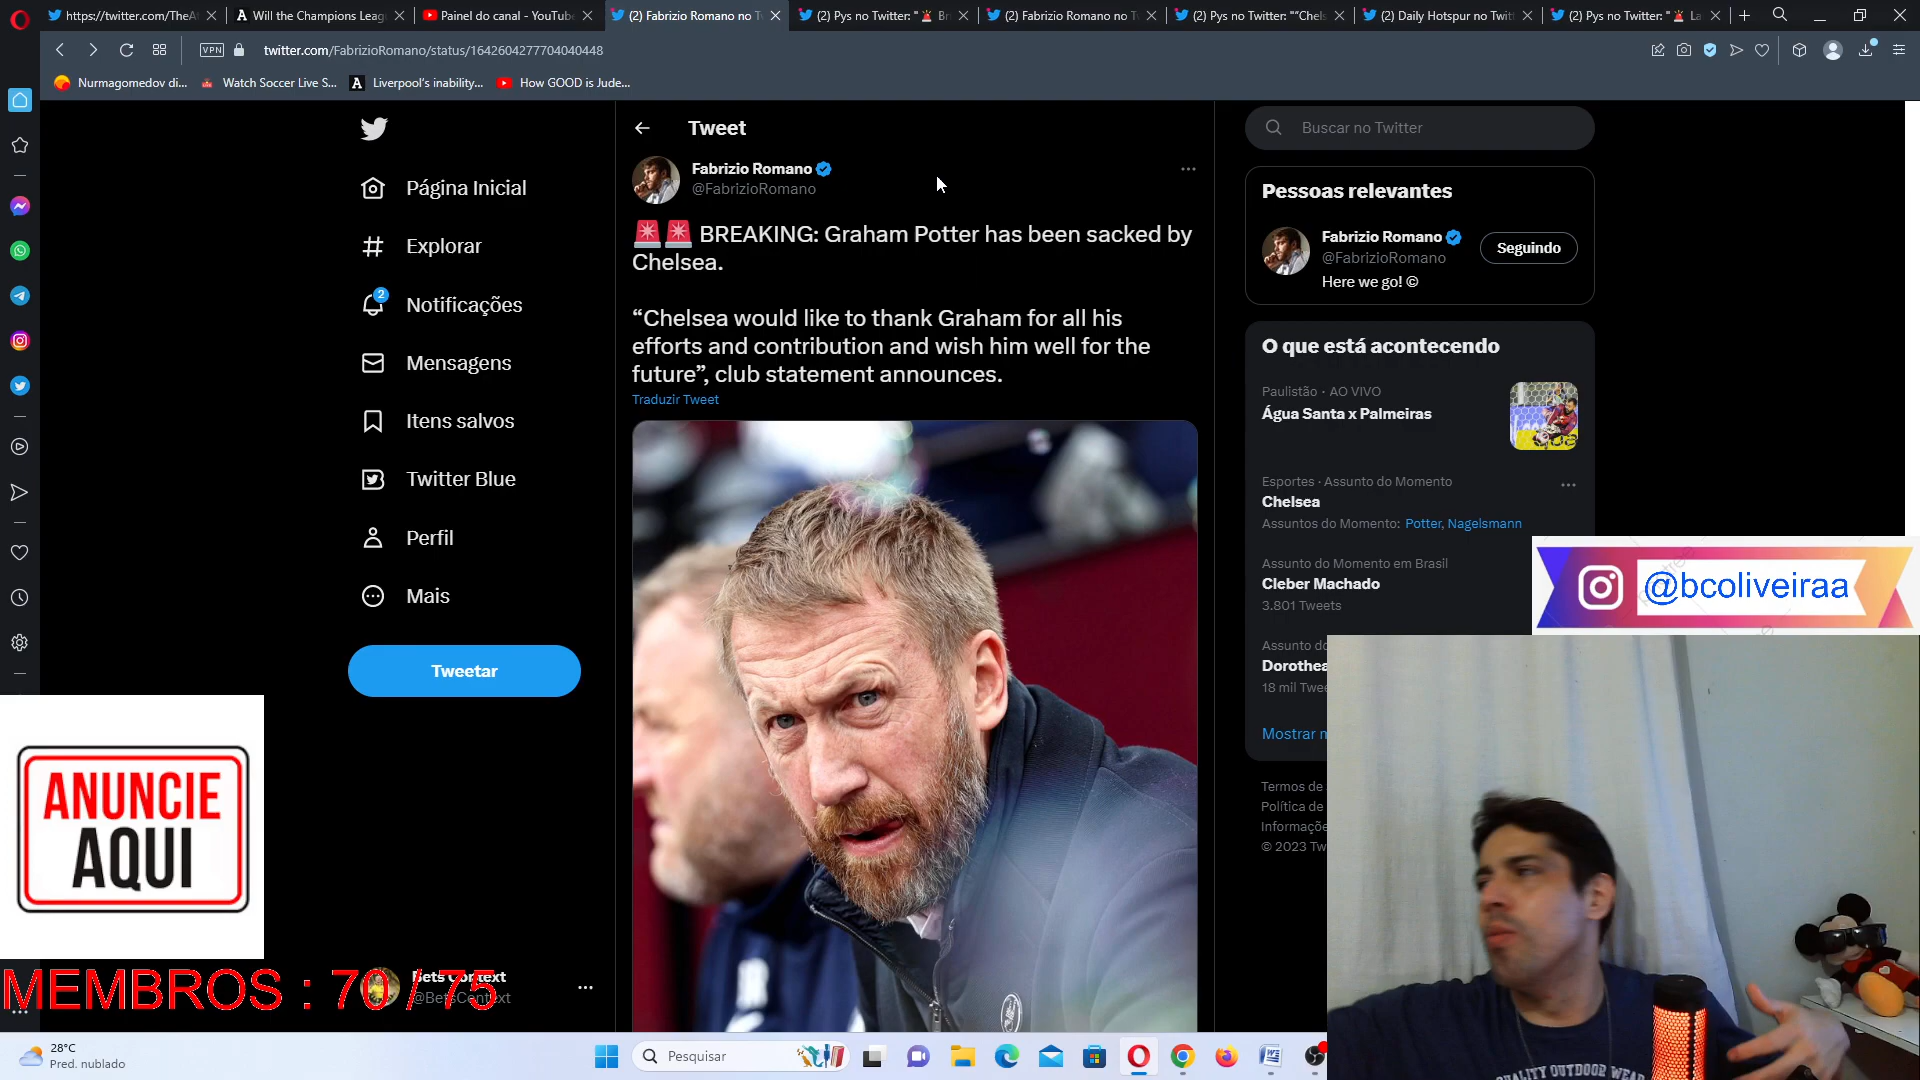 https://twitter.com/TheA
Will the Champions Leag
Painel do canal - YouTube
(2) Fabrizio Romano no T
(2) Pys no Twitter: "🚨 Br
(2) Fabrizio Romano no T
(2) Pys no Twitter: "“Chels
(2) Daily Hotspur no Twitt
(2) Pys no Twitter: "🚨 La
VPN
twitter.com/FabrizioRomano/status/1642604277704040448
Nurmagomedov di...
Watch Soccer Live S...
Liverpool's inability...
How GOOD is Jude...
Página Inicial
Explorar
2
Notificações
Mensagens
Itens salvos
Twitter Blue
Perfil
Mais
Tweetar
Tweet
Fabrizio Romano
@FabrizioRomano
🚨🚨 BREAKING: Graham Potter has been sacked by
Chelsea.
“Chelsea would like to thank Graham for all his
efforts and contribution and wish him well for the
future”, club statement announces.
Traduzir Tweet
Buscar no Twitter
Pessoas relevantes
Fabrizio Romano
@FabrizioRomano
Seguindo
Here we go! ©
O que está acontecendo
Paulistão · AO VIVO
Água Santa x Palmeiras
Esportes · Assunto do Momento
Chelsea
Assuntos do Momento: Potter, Nagelsmann
Assunto do Momento em Brasil
Cleber Machado
3.801 Tweets
Assunto do
Dorothea
18 mil Twee
Mostrar m
Termos de
Política de
Informaçõe
© 2023 Tw
@bcoliveiraa
ANUNCIE
AQUI
MEMBROS : 70 / 75
Bets Context
@BetsContext
28°C
Pred. nublado
Pesquisar
QUALITY OUTDOOR WEAR